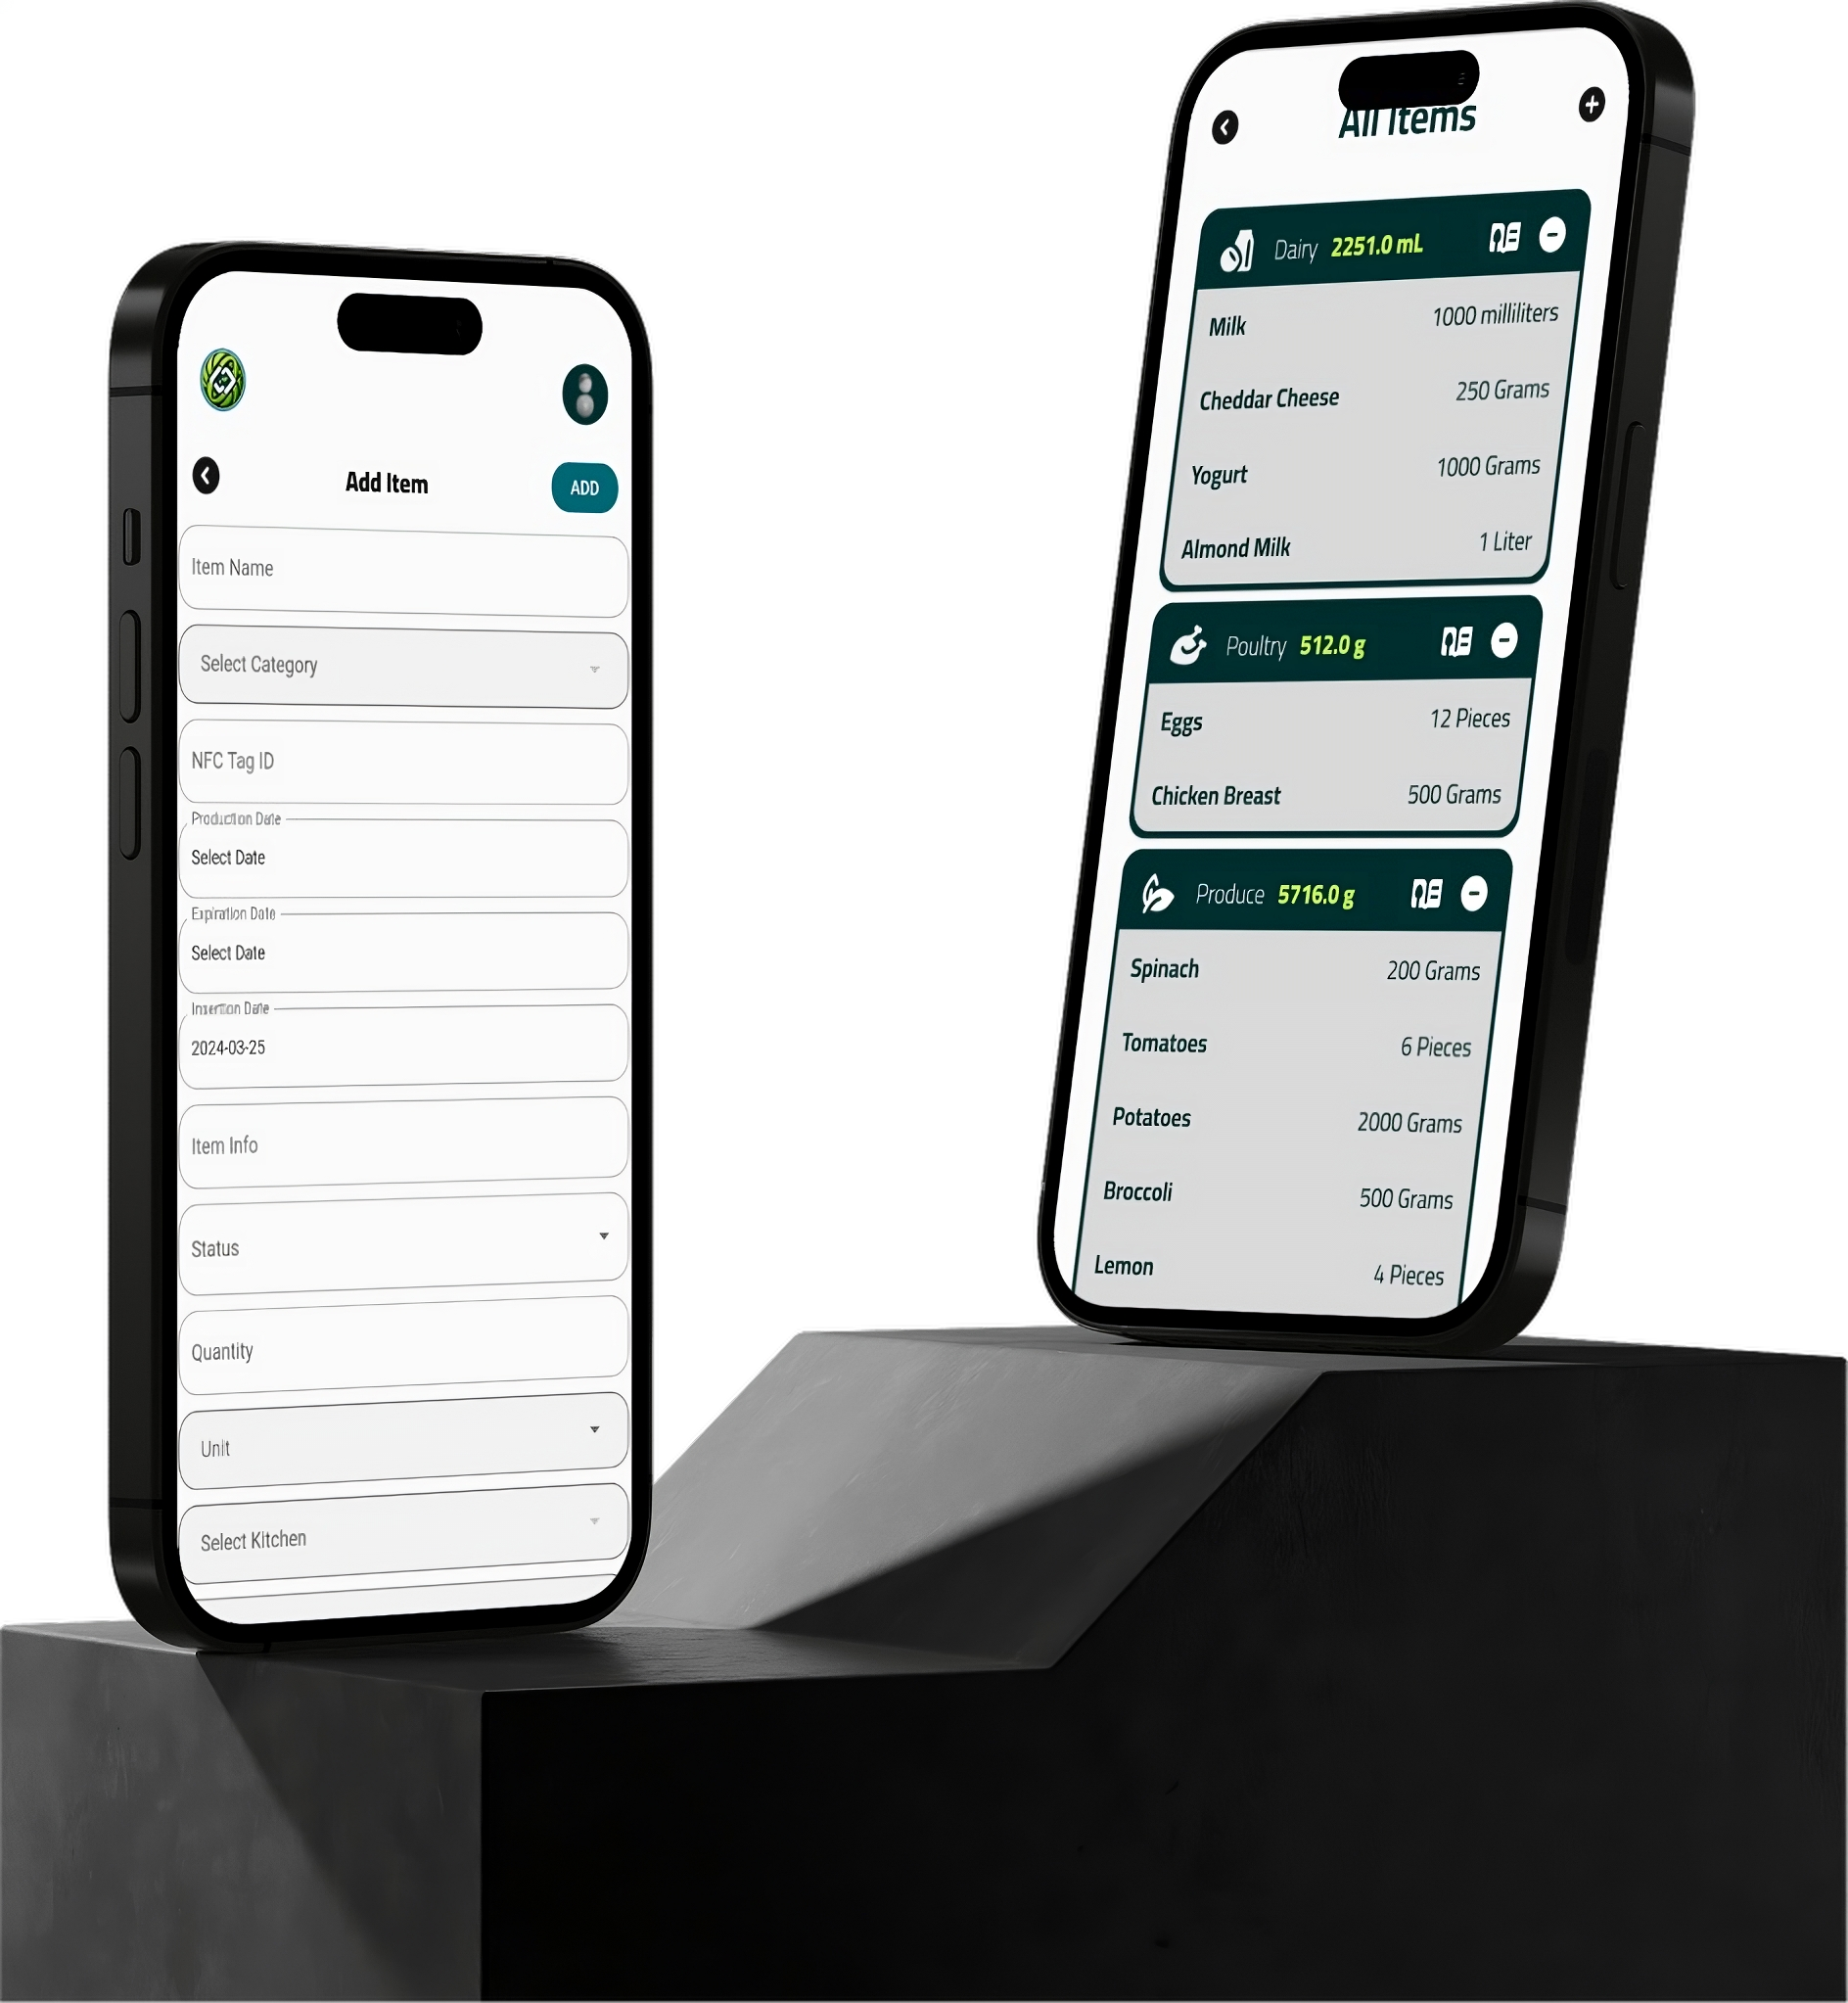 Add Item
ADD
Item Name
Select Category
NFC Tag ID
Production Date
Select Date
Expiration Date
Select Date
Insertion Date
2024-03-25
Item Info
Status
Quantity
Unit
Select Kitchen
All Items
Dairy 2251.0 mL
Milk 1000 milliliters
Cheddar Cheese 250 Grams
Yogurt 1000 Grams
Almond Milk 1 Liter
Poultry 512.0 g
Eggs 12 Pieces
Chicken Breast 500 Grams
Produce 5716.0 g
Spinach 200 Grams
Tomatoes 6 Pieces
Potatoes 2000 Grams
Broccoli 500 Grams
Lemon 4 Pieces